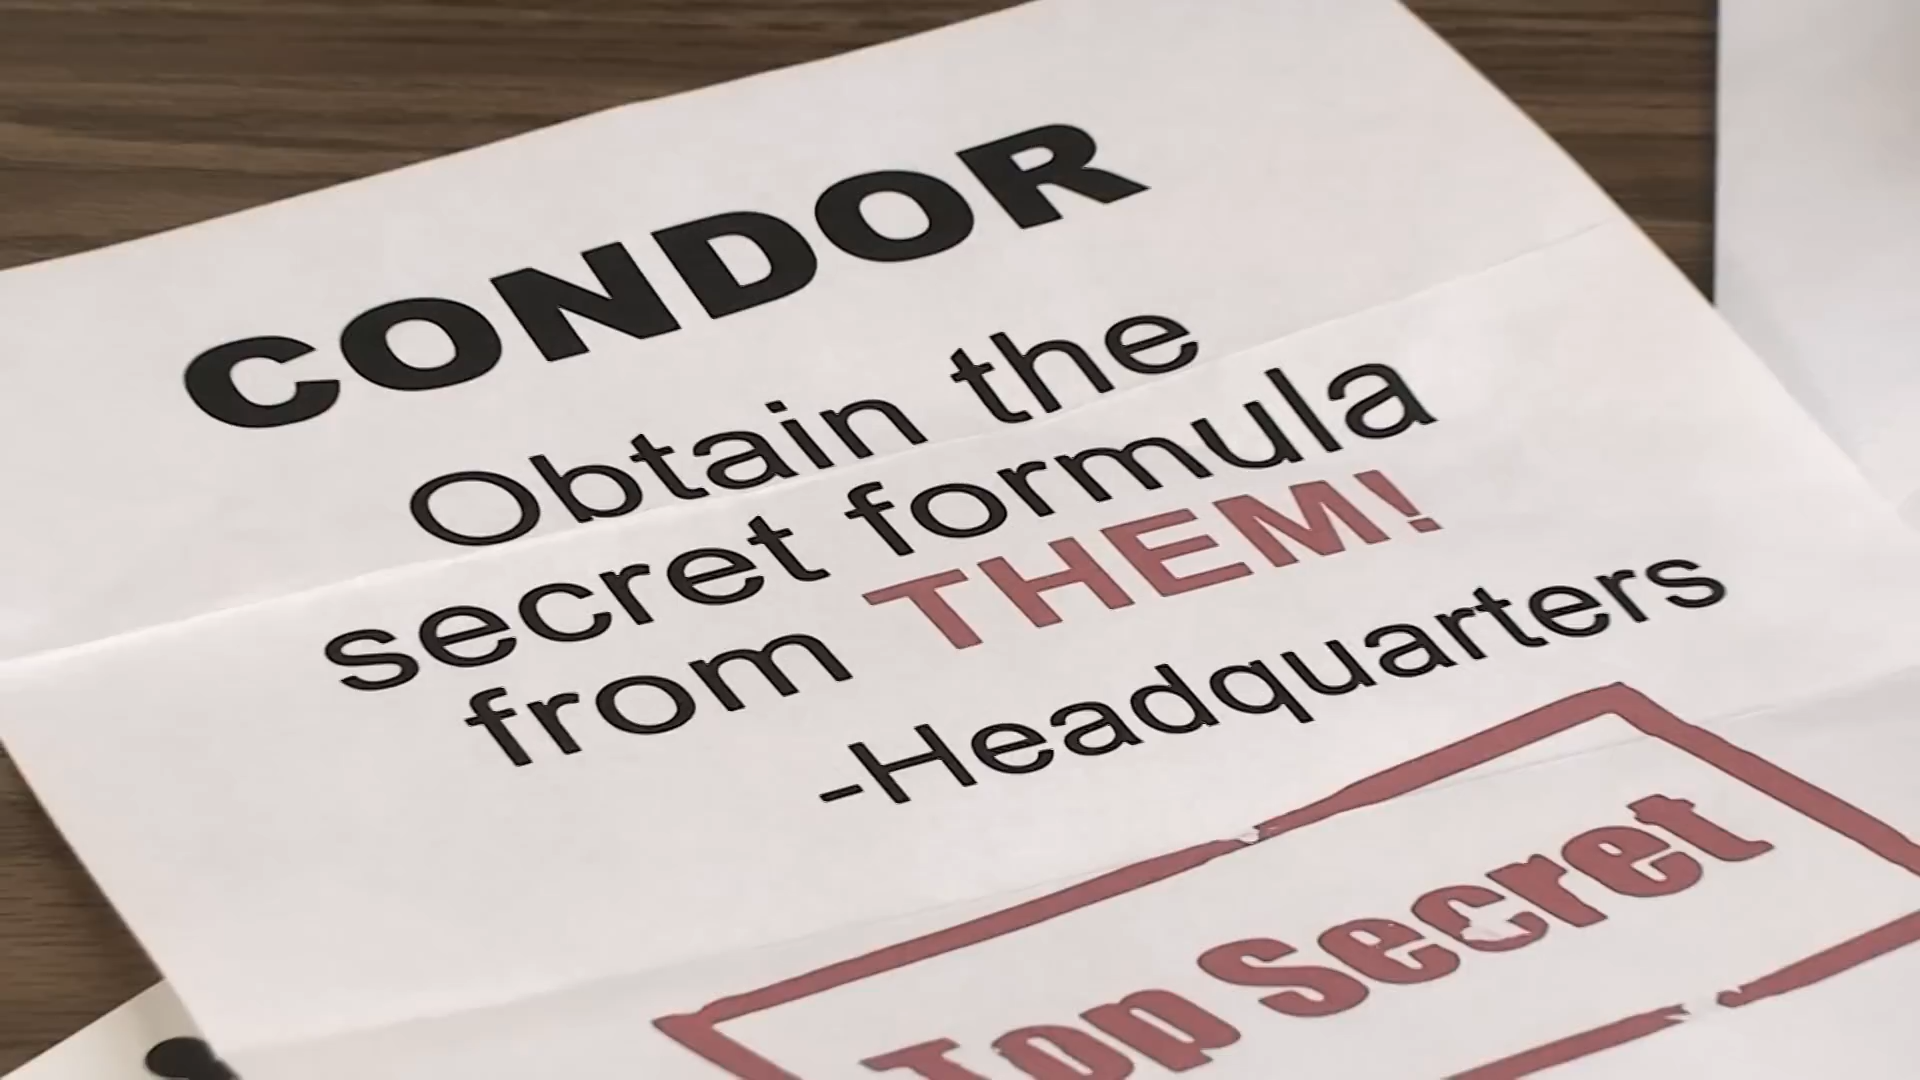 CONDOR
Obtain the
secret formula
from THEM!
-Headquarters
Top Secret